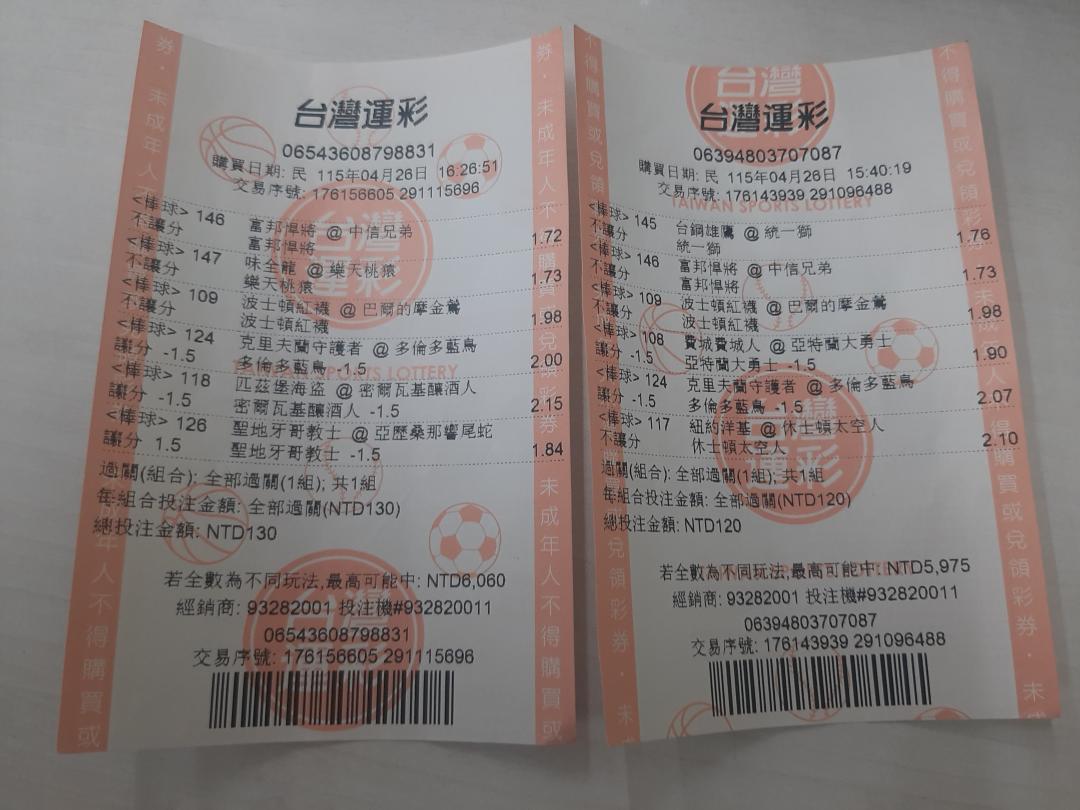 台灣運彩
06543608798831
購買日期: 民 115年04月26日 16:26:51
交易序號: 176156605 291115696
<棒球> 146 富邦悍將 @ 中信兄弟
不讓分 富邦悍將 1.72
<棒球> 147 味全龍 @ 樂天桃猿
不讓分 樂天桃猿 1.73
<棒球> 109 波士頓紅襪 @ 巴爾的摩金鶯
不讓分 波士頓紅襪 1.98
<棒球> 124 克里夫蘭守護者 @ 多倫多藍鳥
讓分 -1.5 多倫多藍鳥 -1.5 2.00
<棒球> 118 匹茲堡海盜 @ 密爾瓦基釀酒人
讓分 -1.5 密爾瓦基釀酒人 -1.5 2.15
<棒球> 126 聖地牙哥教士 @ 亞歷桑那響尾蛇
讓分 1.5 聖地牙哥教士 -1.5 1.84
過關(組合): 全部過關(1組); 共1組
每組合投注金額: 全部過關(NTD130)
總投注金額: NTD130
若全數為不同玩法,最高可能中: NTD6,060
經銷商: 93282001 投注機#932820011
06543608798831
交易序號: 176156605 291115696
台灣運彩
06394803707087
購買日期: 民 115年04月26日 15:40:19
交易序號: 176143939 291096488
TAIWAN SPORTS LOTTERY
<棒球> 145 台鋼雄鷹 @ 統一獅
不讓分 統一獅 1.76
<棒球> 146 富邦悍將 @ 中信兄弟
不讓分 富邦悍將 1.73
<棒球> 109 波士頓紅襪 @ 巴爾的摩金鶯
不讓分 波士頓紅襪 1.98
<棒球> 108 費城費城人 @ 亞特蘭大勇士
讓分 -1.5 亞特蘭大勇士 -1.5 1.90
<棒球> 124 克里夫蘭守護者 @ 多倫多藍鳥
讓分 -1.5 多倫多藍鳥 -1.5 2.07
<棒球> 117 紐約洋基 @ 休士頓太空人
不讓分 休士頓太空人 2.10
過關(組合): 全部過關(1組); 共1組
每組合投注金額: 全部過關(NTD120)
總投注金額: NTD120
若全數為不同玩法,最高可能中: NTD5,975
經銷商: 93282001 投注機#932820011
06394803707087
交易序號: 176143939 291096488